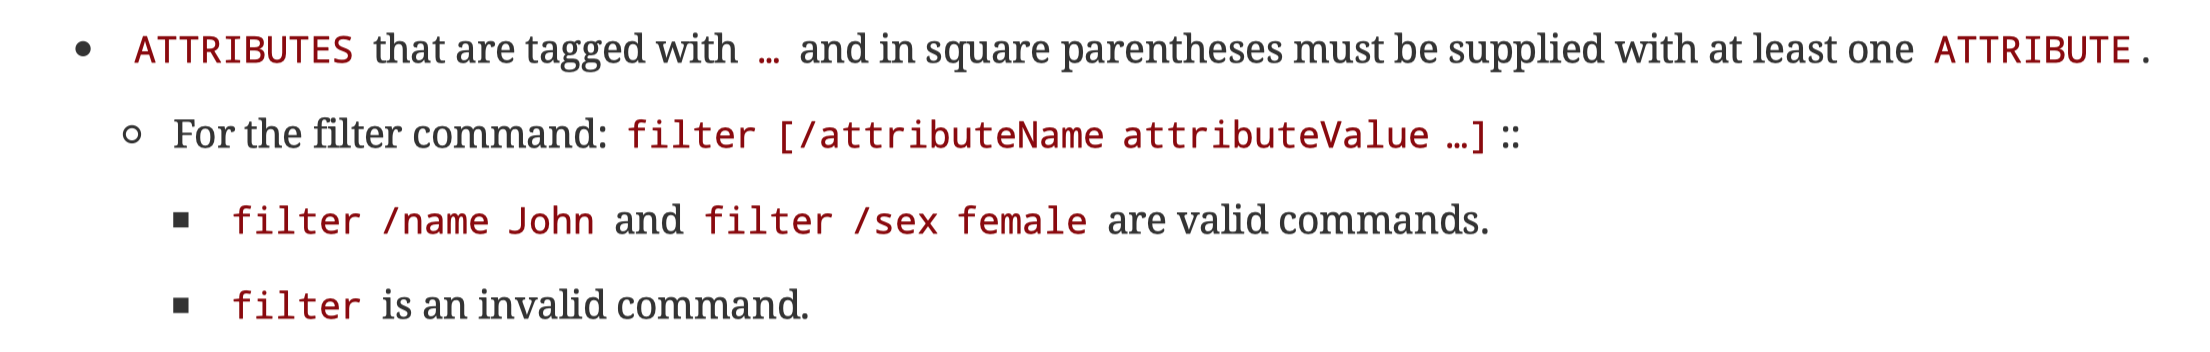 • ATTRIBUTES that are tagged with … and in square parentheses must be supplied with at least one ATTRIBUTE.
○ For the filter command: filter [/attributeName attributeValue …] ::
▪ filter /name John and filter /sex female are valid commands.
▪ filter is an invalid command.